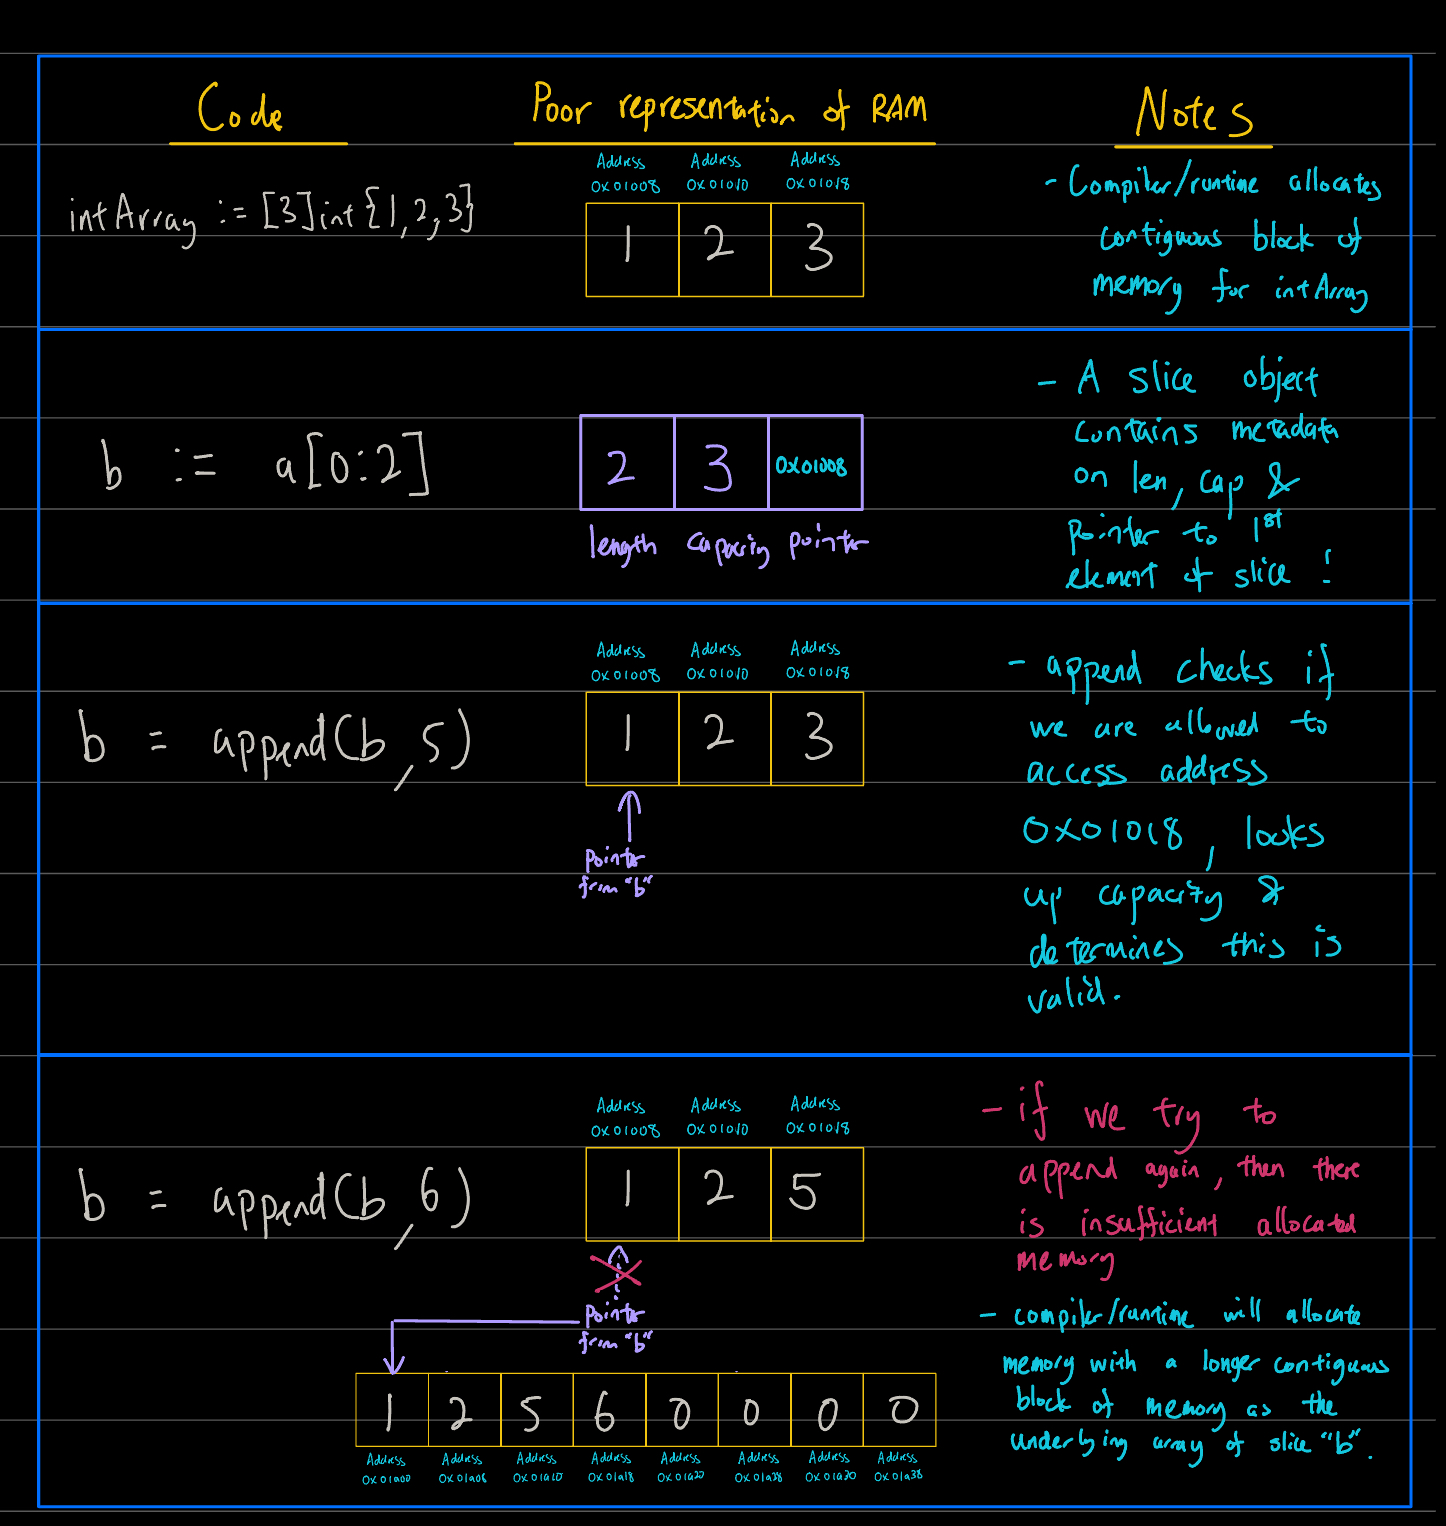 Code
Poor representation of RAM
Notes
intArray := [3]int{1,2,3}
Address Address Address
0x01008 0x01010 0x01018
1 2 3
- Compiler/runtime allocates
contiguous block of
memory for intArray
b := a[0:2]
2 3 0x01008
length capacity pointer
- A slice object
contains metadata
on len, cap &
pointer to 1st
element of slice !
b = append(b,5)
Address Address Address
0x01008 0x01010 0x01018
1 2 3
pointer
from "b"
- append checks if
we are allowed to
access address
0x01018, looks
up capacity &
determines this is
valid.
b = append(b,6)
Address Address Address
0x01008 0x01010 0x01018
1 2 5
pointer
from "b"
1 2 5 6 0 0 0 0
Address Address Address Address Address Address Address Address
0x01a00 0x01a08 0x01a10 0x01a18 0x01a20 0x01a28 0x01a30 0x01a38
- if we try to
append again, then there
is insufficient allocated
memory
- compiler/runtime will allocate
memory with a longer contiguous
block of memory as the
underlying array of slice "b".